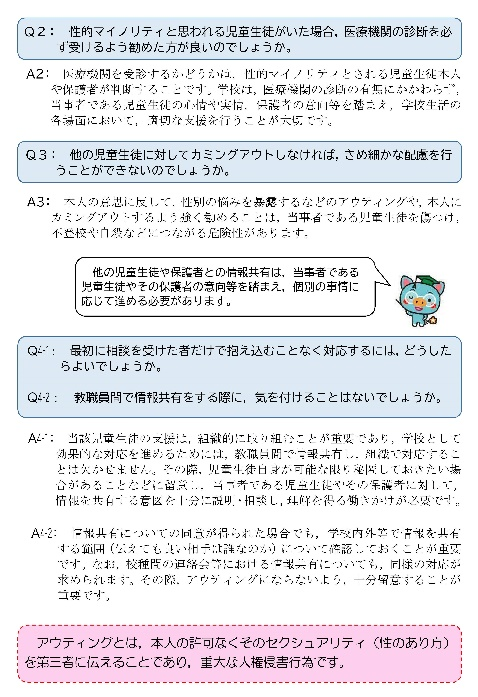 Q２：　性的マイノリティと思われる児童生徒がいた場合，医療機関の診断を必
ず受けるよう勧めた方が良いのでしょうか。
A２：　医療機関を受診するかどうかは，性的マイノリティとされる児童生徒本人
や保護者が判断することです。学校は，医療機関の診断の有無にかかわらず，
当事者である児童生徒の心情や実情，保護者の意向等を踏まえ，学校生活の
各場面において，適切な支援を行うことが大切です。
Q３：　他の児童生徒に対してカミングアウトしなければ，きめ細かな配慮を行
うことができないのでしょうか。
A３：　本人の意思に反して，性別の悩みを暴露するなどのアウティングや，本人に
カミングアウトするよう強く勧めることは，当事者である児童生徒を傷つけ，
不登校や自殺などにつながる危険性があります。
他の児童生徒や保護者との情報共有は，当事者である
児童生徒やその保護者の意向等を踏まえ，個別の事情に
応じて進める必要があります。
Q4-1：　最初に相談を受けた者だけで抱え込むことなく対応するには，どうした
らよいでしょうか。
Q4-2：　教職員間で情報共有をする際に，気を付けることはないでしょうか。
A4-1：　当該児童生徒の支援は，組織的に取り組むことが重要であり，学校として
効果的な対応を進めるためには，教職員間で情報共有し，組織で対応するこ
とは欠かせません。その際，児童生徒自身が可能な限り秘匿しておきたい場
合があることなどに留意し，当事者である児童生徒やその保護者に対して，
情報を共有する意図を十分に説明・相談し，理解を得る働きかけが必要です。
A4-2：　情報共有についての同意が得られた場合でも，学校内外等で情報を共有
する範囲（伝えても良い相手は誰なのか）について確認しておくことが重要
です。なお，校種間の連絡会等における情報共有についても，同様の対応が
求められます。その際，アウティングにならないよう，十分留意することが
重要です。
アウティングとは，本人の許可なくそのセクシュアリティ（性のあり方）
を第三者に伝えることであり，重大な人権侵害行為です。